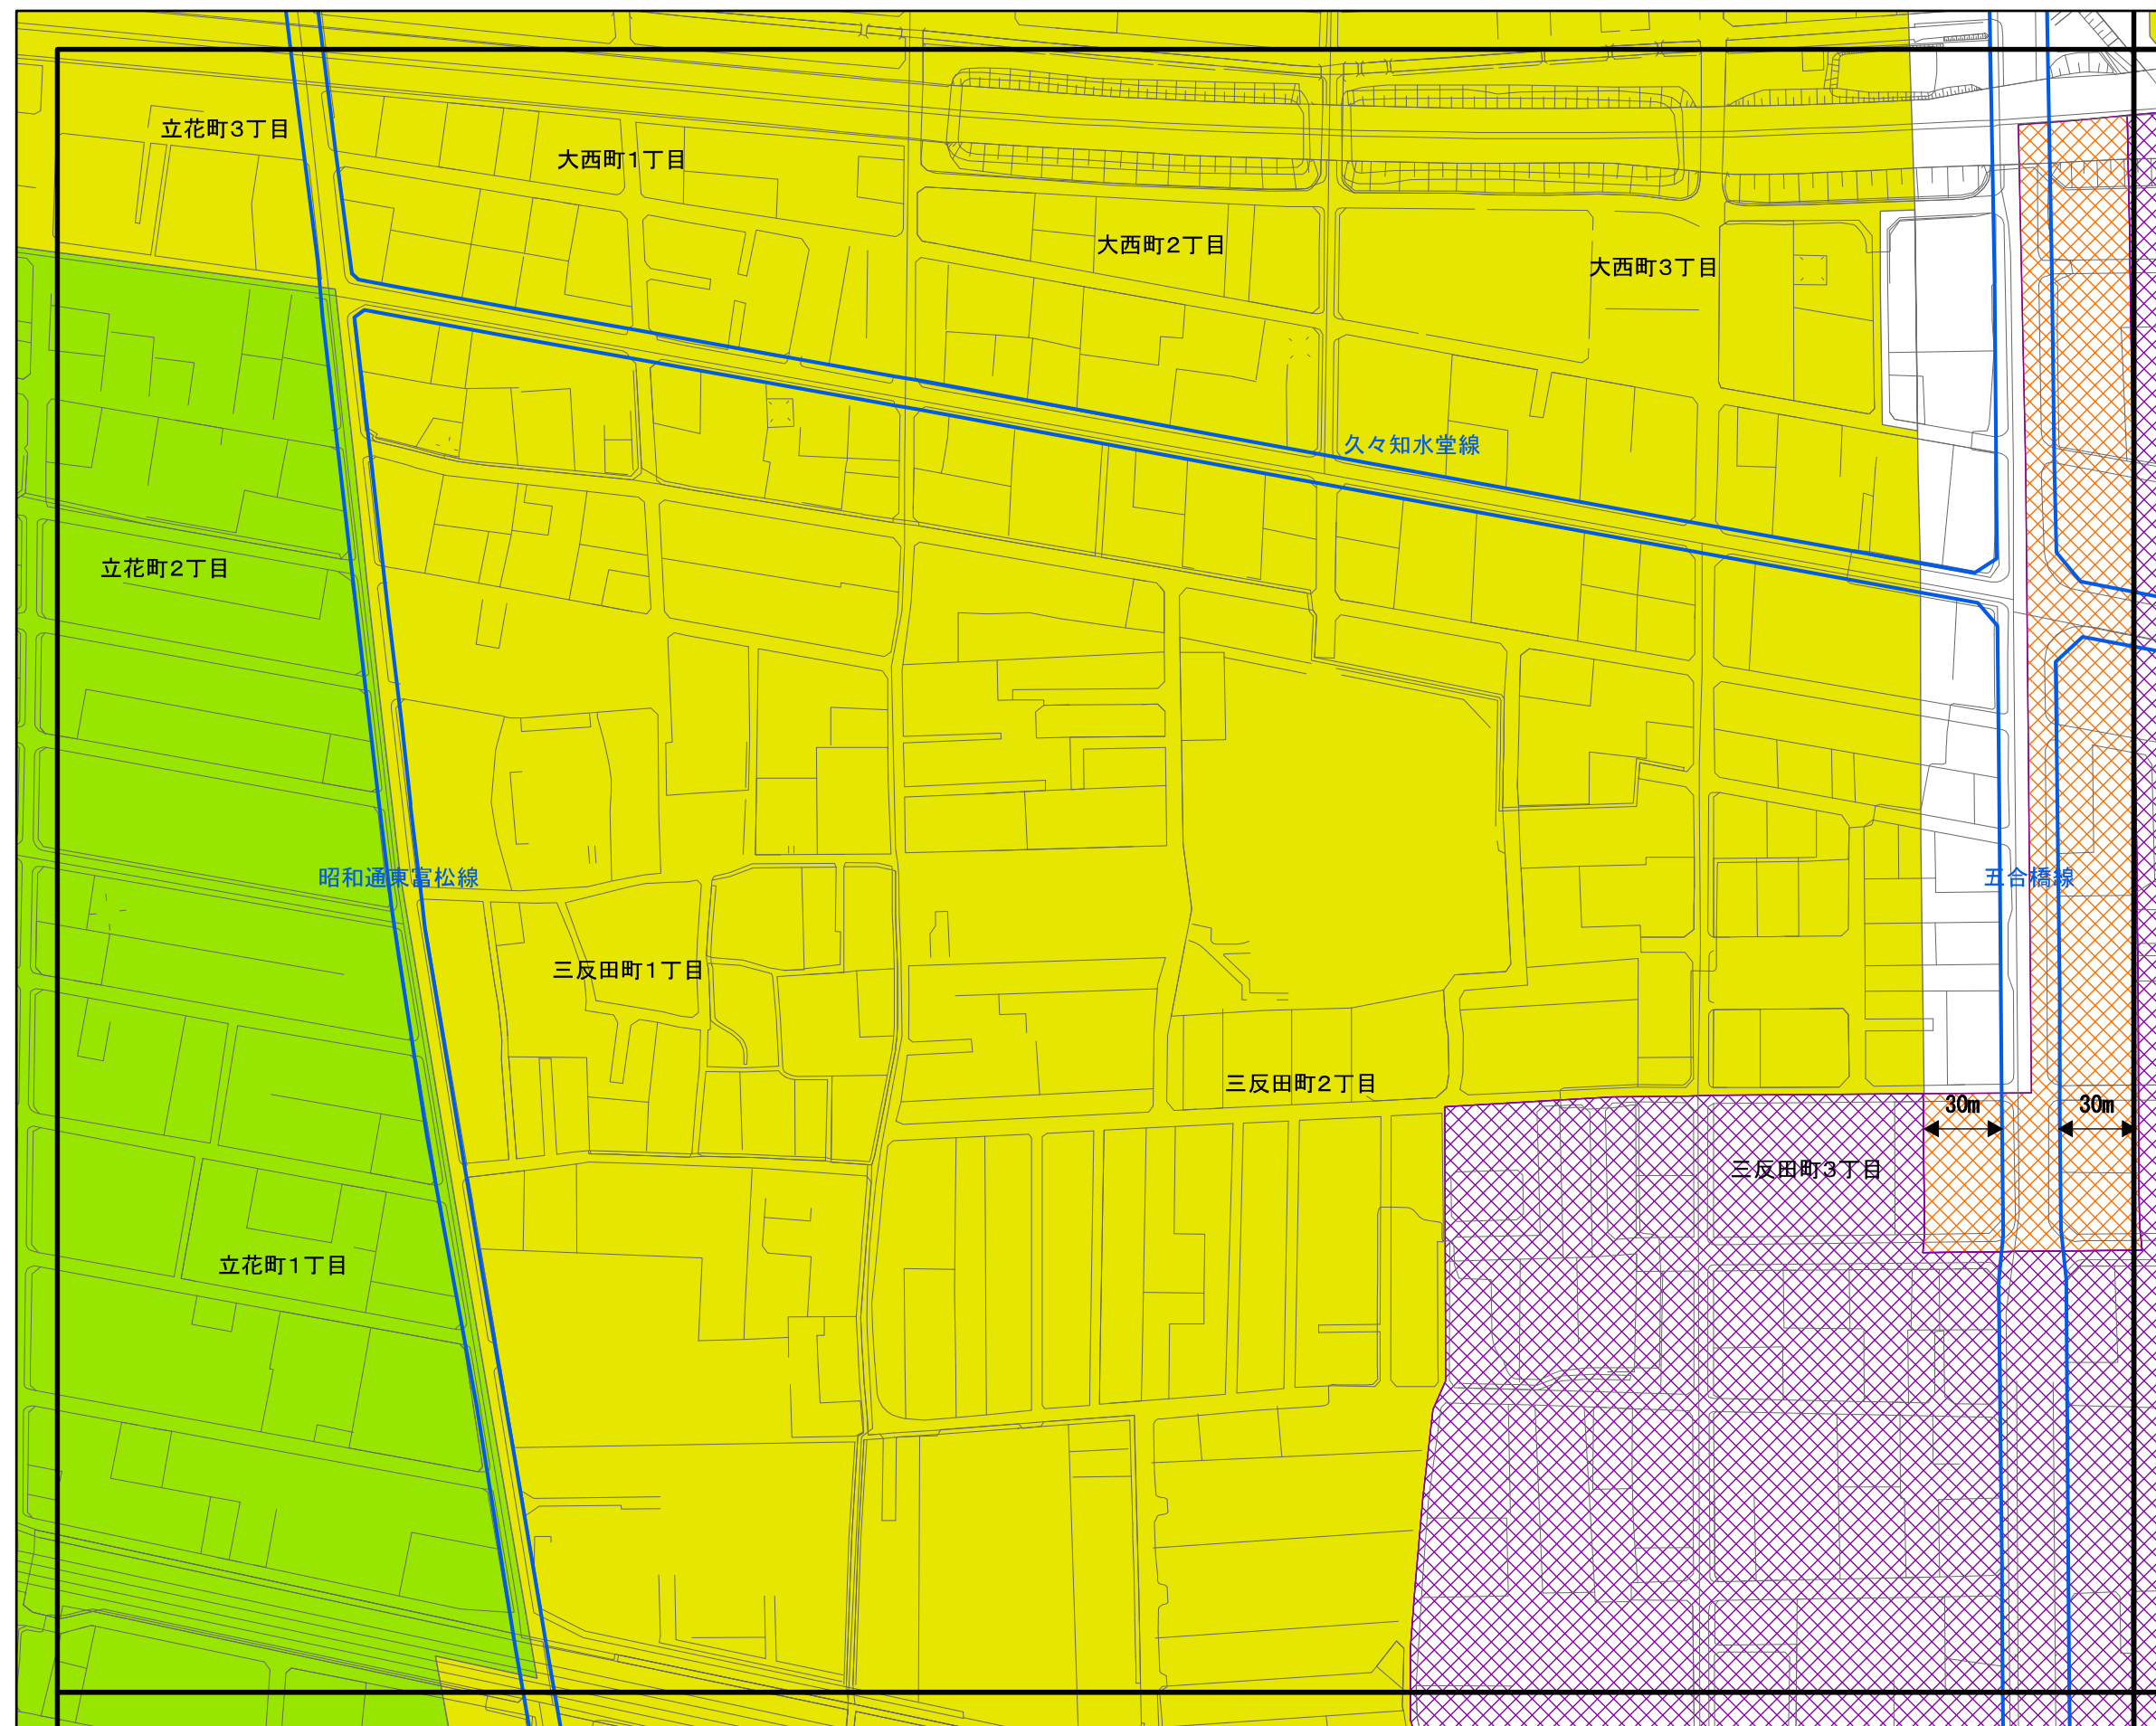 立花町3丁目
大西町1丁目
大西町2丁目
大西町3丁目
久々知水堂線
立花町2丁目
昭和通東富松線
五合橋線
三反田町1丁目
三反田町2丁目
30m
30m
三反田町3丁目
立花町1丁目